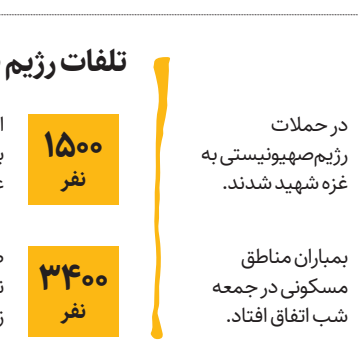 در حملات
رژیم‌صهیونیستی به
غزه شهید شدند.
بمباران مناطق
مسکونی در جمعه
شب اتفاق افتاد.
تلفات رژیم
۱۵۰۰
نفر
۳۴۰۰
نفر